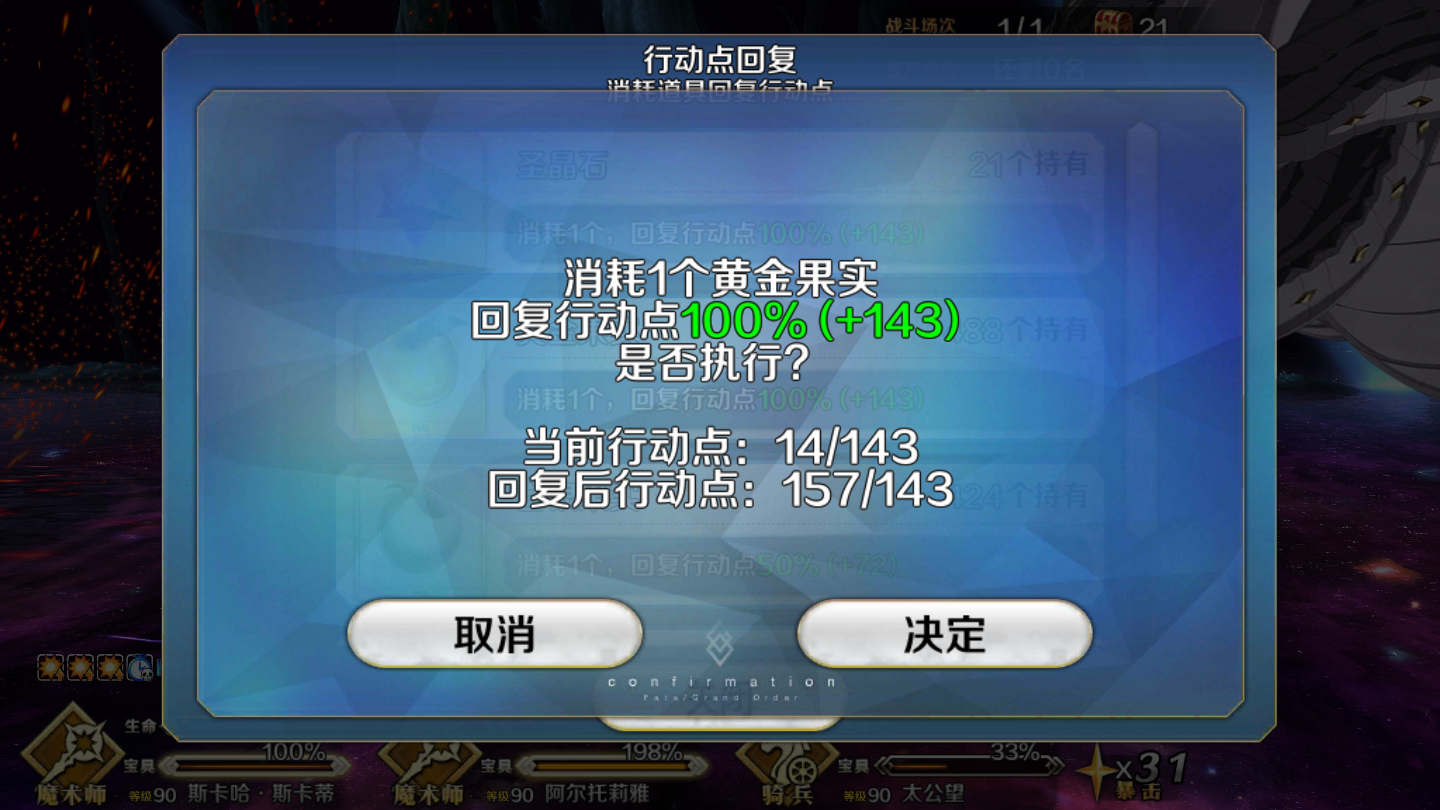 战斗场次 1/1 21
还剩0名
行动点回复
消耗道具回复行动点
圣晶石 21个持有
消耗1个，回复行动点100% (+143)
消耗1个黄金果实
回复行动点100% (+143)
88个持有
是否执行？
消耗1个，回复行动点100% (+143)
当前行动点：14/143
回复后行动点：157/143
24个持有
消耗1个，回复行动点50% (+72)
取消 决定
confirmation
Fate/Grand Order
生命
宝具 100% 宝具 198% 宝具 33% x31
暴击
魔术师 等级90 斯卡哈·斯卡蒂 魔术师 等级90 阿尔托莉雅 骑兵 等级90 太公望